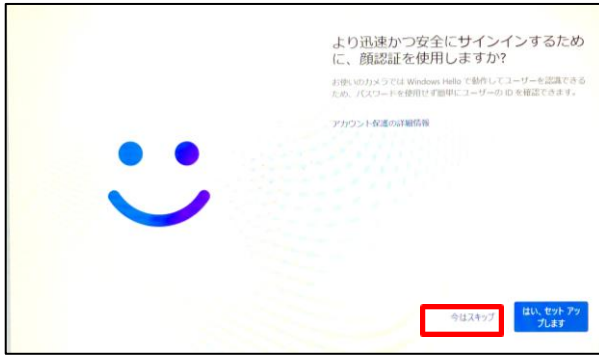 より迅速かつ安全にサインインするため
に、顔認証を使用しますか?
お使いのカメラでは Windows Hello で動作してユーザーを認識できる
ため、パスワードを使用せず簡単にユーザーの ID を確認できます。
アカウント保護の詳細情報
今はスキップ
はい、セット アッ
プします